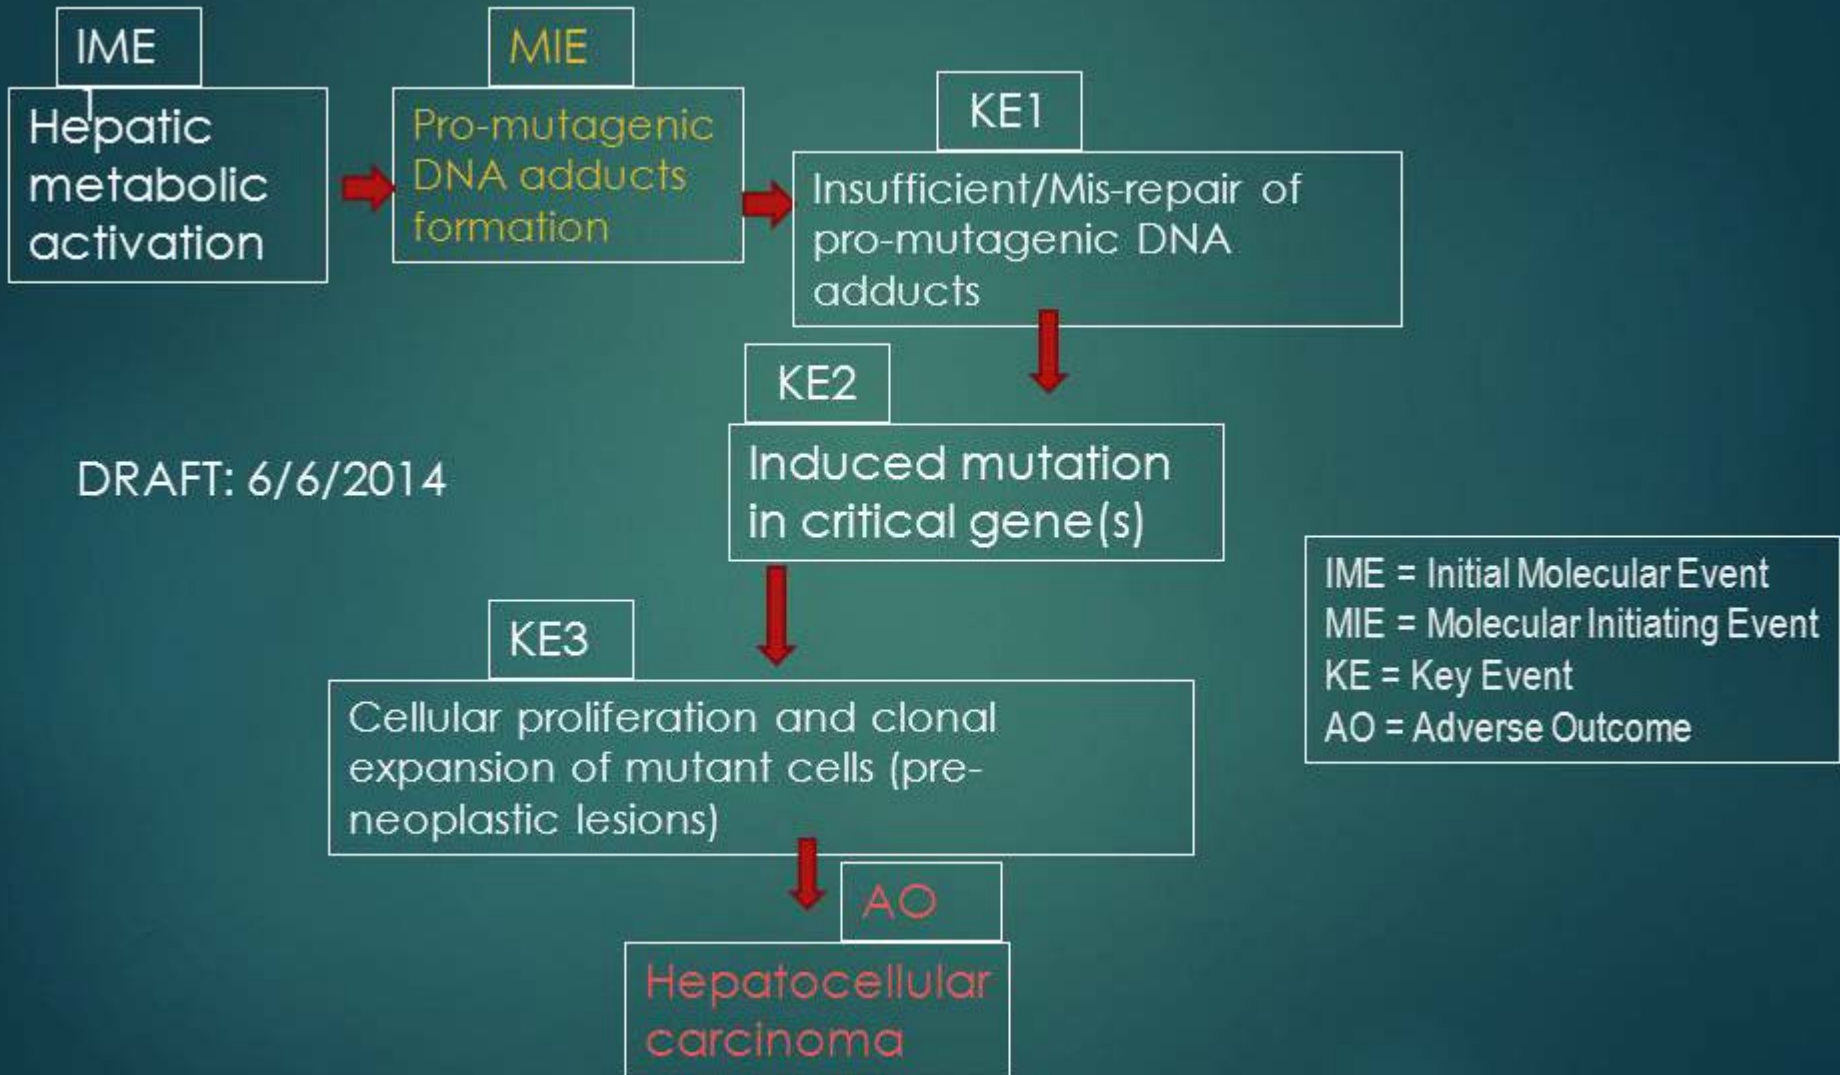 IME
Hepatic
metabolic
activation
MIE
Pro-mutagenic
DNA adducts
formation
KE1
Insufficient/Mis-repair of
pro-mutagenic DNA
adducts
KE2
Induced mutation
in critical gene(s)
DRAFT: 6/6/2014
KE3
Cellular proliferation and clonal
expansion of mutant cells (pre-
neoplastic lesions)
AO
Hepatocellular
carcinoma
IME = Initial Molecular Event
MIE = Molecular Initiating Event
KE = Key Event
AO = Adverse Outcome